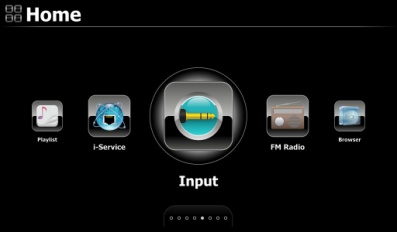 Home
Playlist
i-Service
Input
FM Radio
Browser